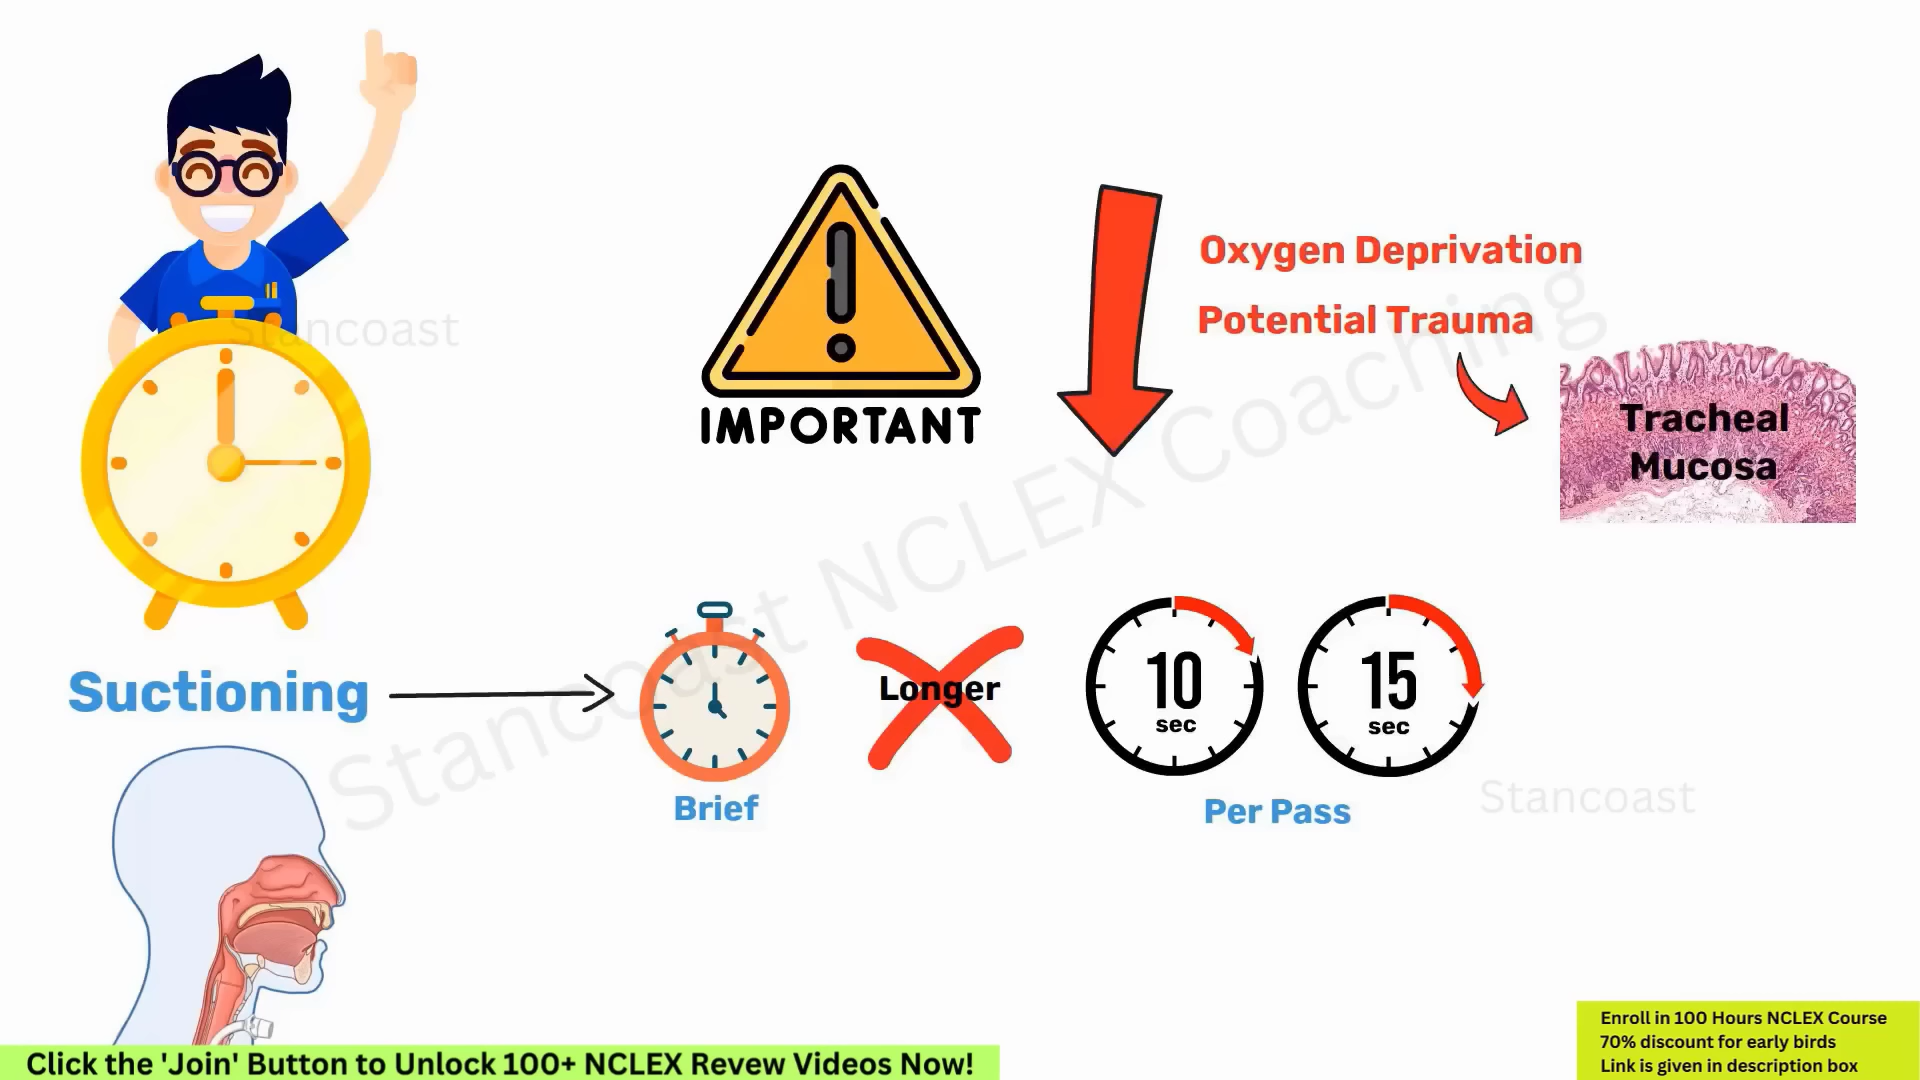 IMPORTANT
Oxygen Deprivation
Potential Trauma
Tracheal
Mucosa
Suctioning
Brief
Longer
10
sec
15
sec
Per Pass
Stancoast
Stancoast
Stancoast NCLEX Coaching
Click the 'Join' Button to Unlock 100+ NCLEX Revew Videos Now!
Enroll in 100 Hours NCLEX Course
70% discount for early birds
Link is given in description box